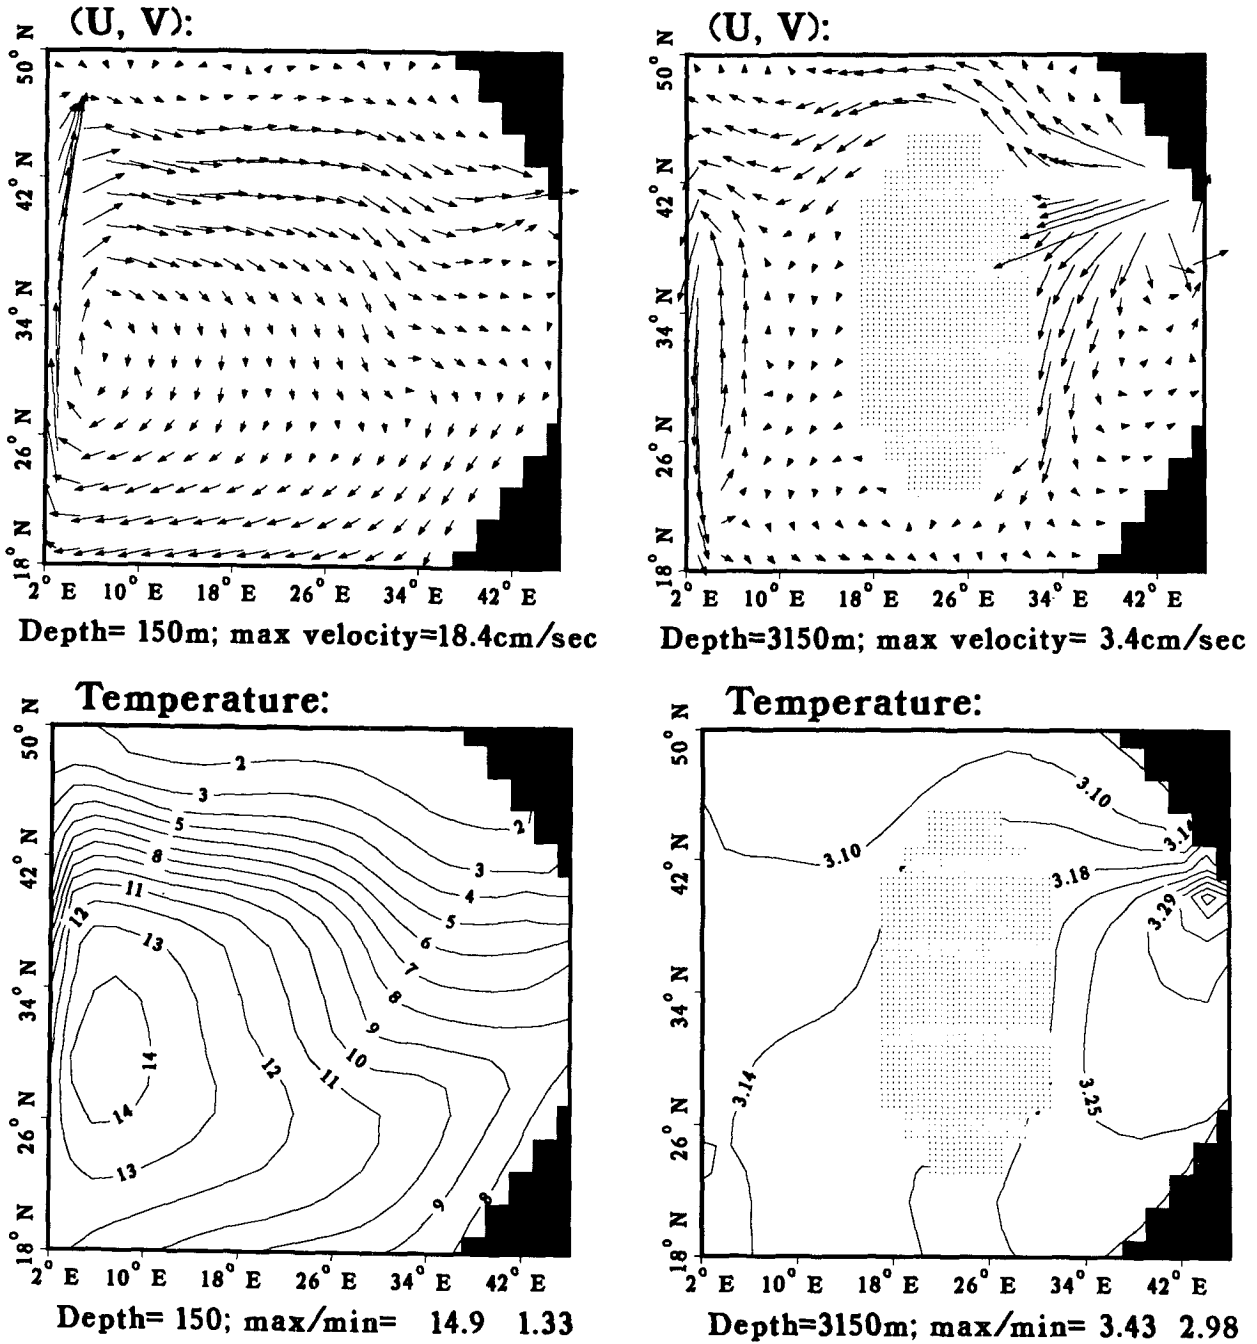 (U, V):
50° N
42° N
34° N
26° N
18° N
2° E 10° E 18° E 26° E 34° E 42° E
Depth= 150m; max velocity=18.4cm/sec
(U, V):
50° N
42° N
34° N
26° N
18° N
2° E 10° E 18° E 26° E 34° E 42° E
Depth=3150m; max velocity= 3.4cm/sec
Temperature:
50° N
42° N
34° N
26° N
18° N
2
3
5
8
11
12
13
14
14
13
2
3
4
5
6
7
8
9
10
11
12
9
8
2° E 10° E 18° E 26° E 34° E 42° E
Depth= 150; max/min= 14.9 1.33
Temperature:
50° N
42° N
34° N
26° N
18° N
3.10
3.10
3.14
3.18
3.29
3.14
3.25
2° E 10° E 18° E 26° E 34° E 42° E
Depth=3150m; max/min= 3.43 2.98